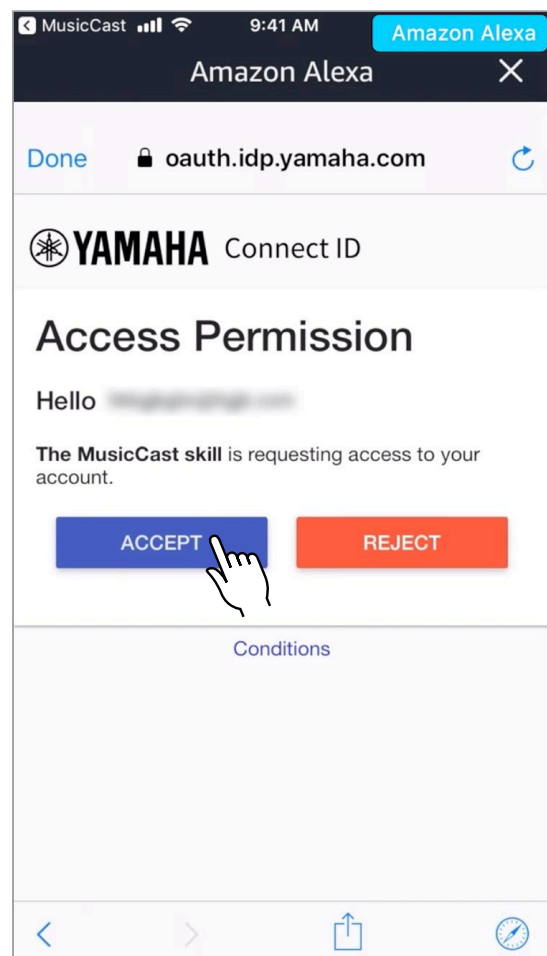 MusicCast 9:41 AM
Amazon Alexa
Amazon Alexa
Done oauth.idp.yamaha.com
YAMAHA Connect ID
Access Permission
Hello
The MusicCast skill is requesting access to your
account.
ACCEPT REJECT
Conditions